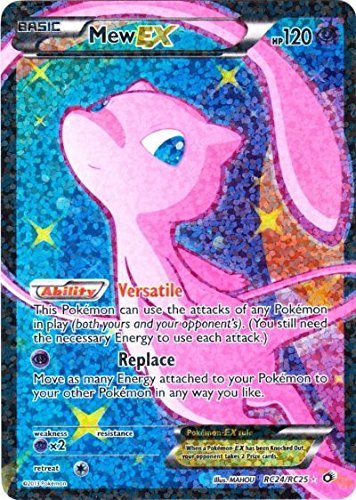 BASIC
Mew EX HP120
Ability Versatile
This Pokémon can use the attacks of any Pokémon
in play (both yours and your opponent's). (You still need
the necessary Energy to use each attack.)
Replace
Move as many Energy attached to your Pokémon to
your other Pokémon in any way you like.
weakness resistance
×2
Pokémon-EX rule
When a Pokémon-EX has been Knocked Out,
your opponent takes 2 Prize cards.
retreat
©2013 Pokémon
Illus. MAHOU RC24/RC25